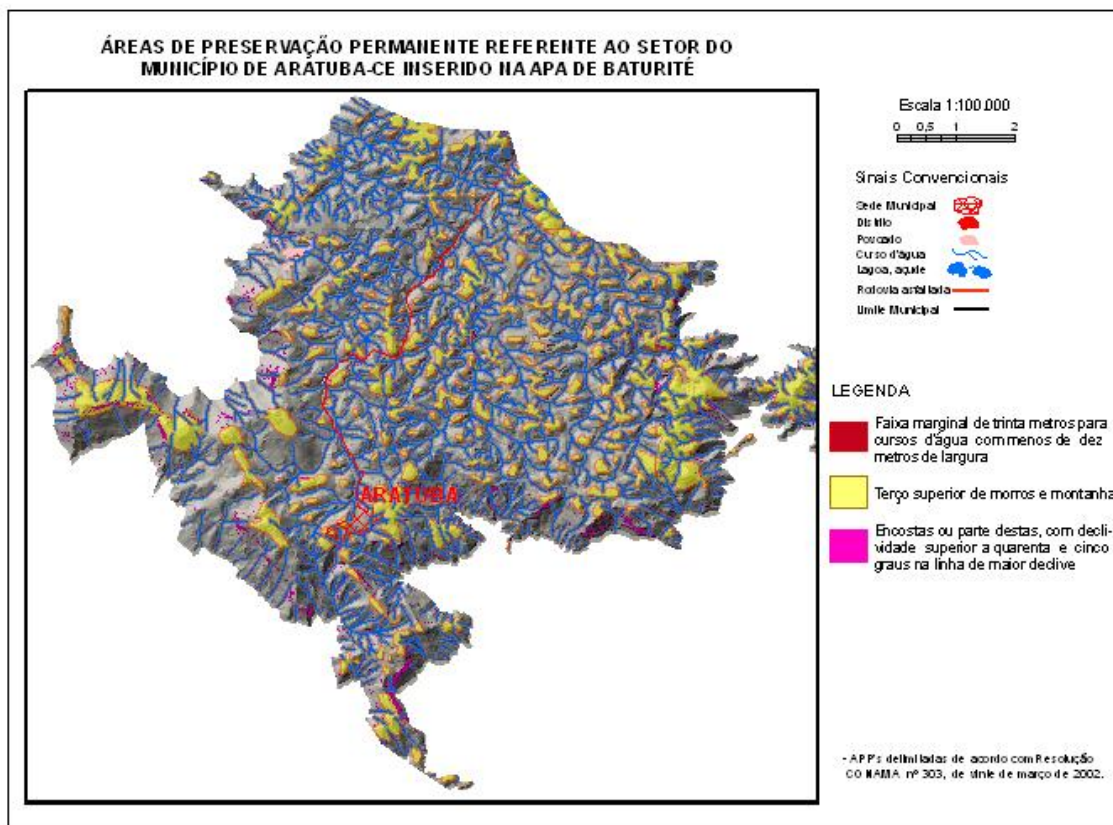 ÁREAS DE PRESERVAÇÃO PERMANENTE REFERENTE AO SETOR DO
MUNICÍPIO DE ARATUBA-CE INSERIDO NA APA DE BATURITÉ
Escala 1:100.000
0 0,5 1 2
Sinais Convencionais
Sede Municipal
Distrito
Povoado
Curso d'água
Lagoa, açude
Rodovia asfaltada
Limite Municipal
LEGENDA
Faixa marginal de trinta metros para
cursos d'água com menos de dez
metros de largura
Terço superior de morros e montanha
Encostas ou parte destas, com decli-
vidade superior a quarenta e cinco
graus na linha de maior declive
ARATUBA
- APP's delimitadas de acordo com Resolução
CONAMA nº 303, de vinte de março de 2002.